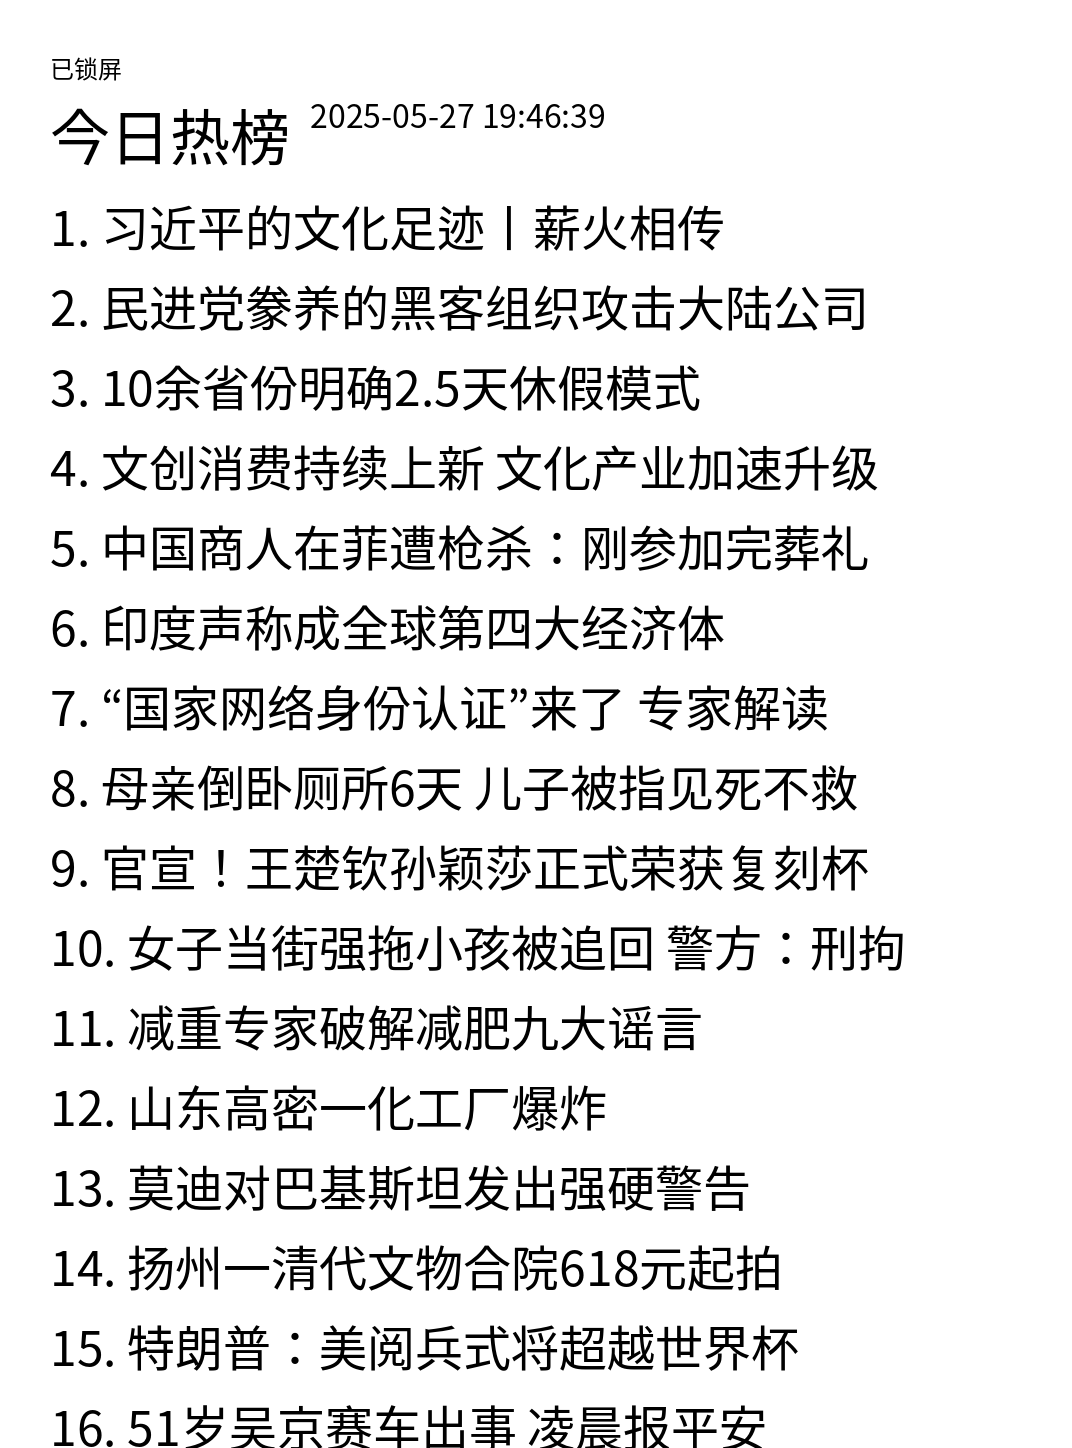 已锁屏
今日热榜 2025-05-27 19:46:39
1. 习近平的文化足迹丨薪火相传
2. 民进党豢养的黑客组织攻击大陆公司
3. 10余省份明确2.5天休假模式
4. 文创消费持续上新 文化产业加速升级
5. 中国商人在菲遭枪杀：刚参加完葬礼
6. 印度声称成全球第四大经济体
7. “国家网络身份认证”来了 专家解读
8. 母亲倒卧厕所6天 儿子被指见死不救
9. 官宣！王楚钦孙颖莎正式荣获复刻杯
10. 女子当街强拖小孩被追回 警方：刑拘
11. 减重专家破解减肥九大谣言
12. 山东高密一化工厂爆炸
13. 莫迪对巴基斯坦发出强硬警告
14. 扬州一清代文物合院618元起拍
15. 特朗普：美阅兵式将超越世界杯
16. 51岁吴京赛车出事 凌晨报平安